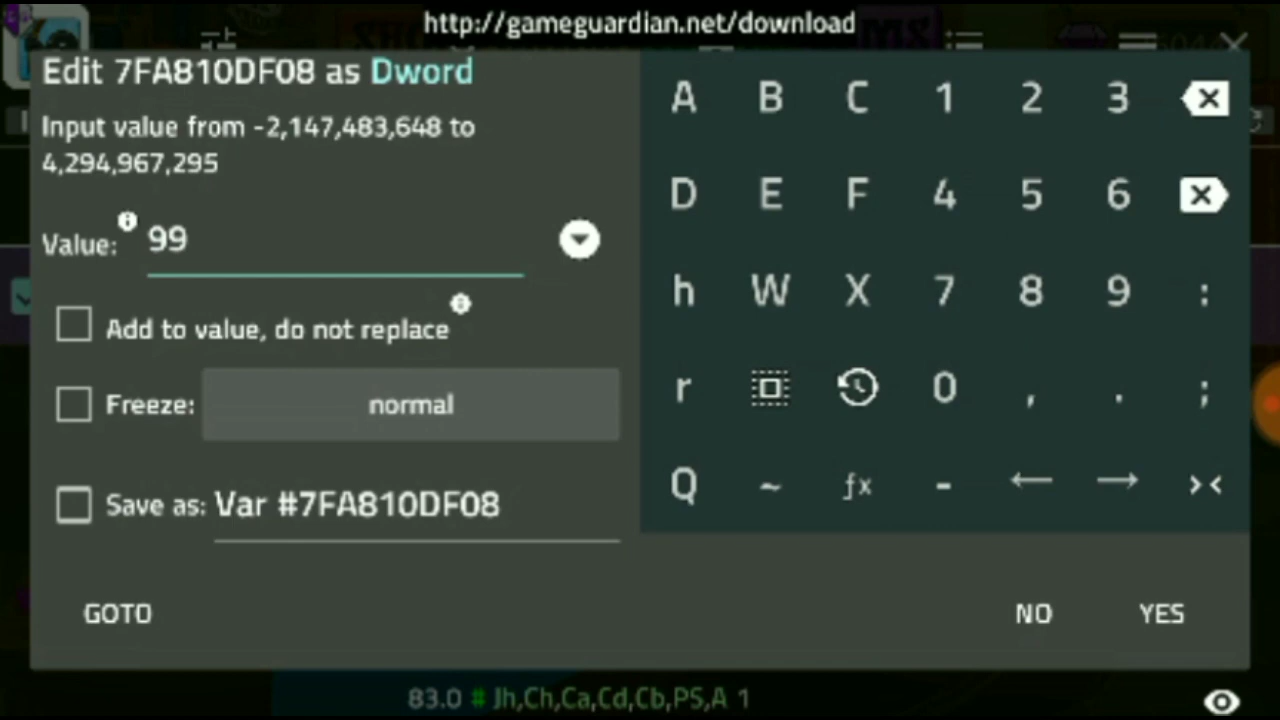 http://gameguardian.net/download
Edit 7FA810DF08 as Dword
Input value from -2,147,483,648 to
4,294,967,295
Value: 99
Add to value, do not replace
Freeze: normal
Save as: Var #7FA810DF08
GOTO
NO
YES
A B C 1 2 3
D E F 4 5 6
h W X 7 8 9 :
r 0 , . ;
Q ~ ƒx - ← → ><
83.0 # Jh,Ch,Ca,Cd,Cb,PS,A 1